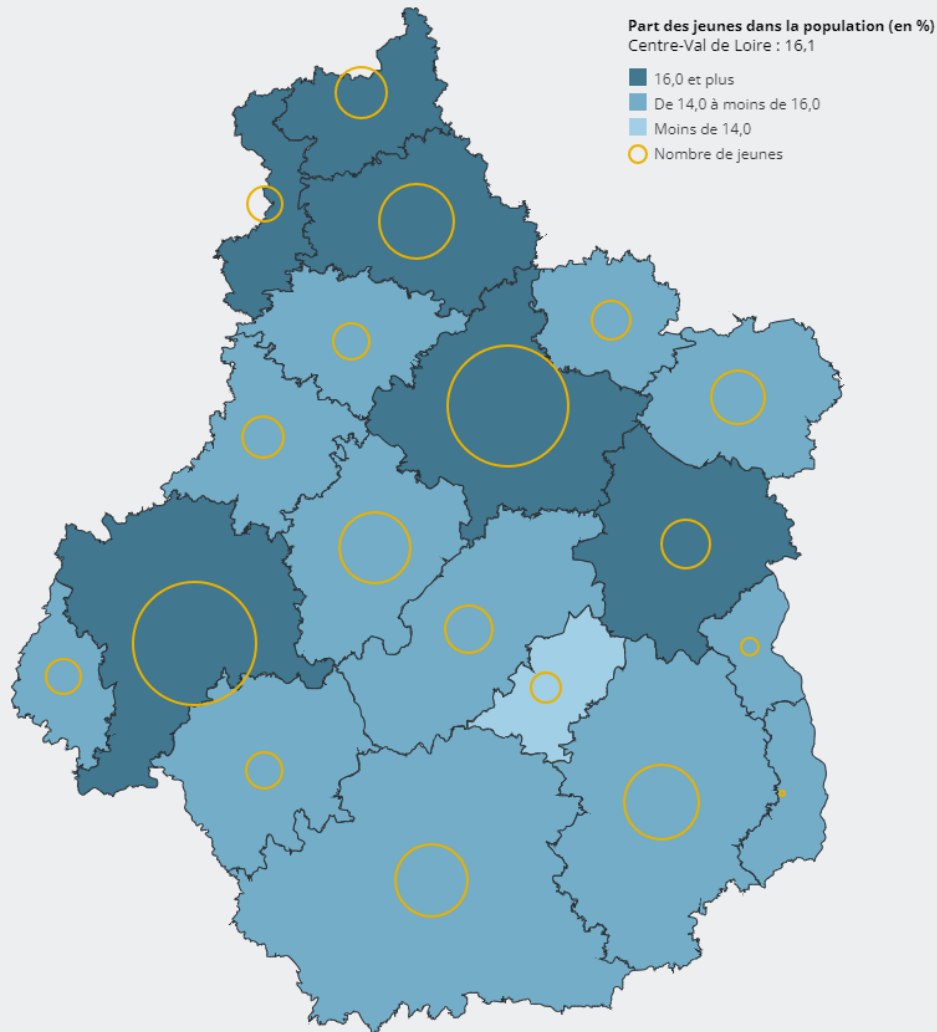 Part des jeunes dans la population (en %)
Centre-Val de Loire : 16,1
16,0 et plus
De 14,0 à moins de 16,0
Moins de 14,0
Nombre de jeunes